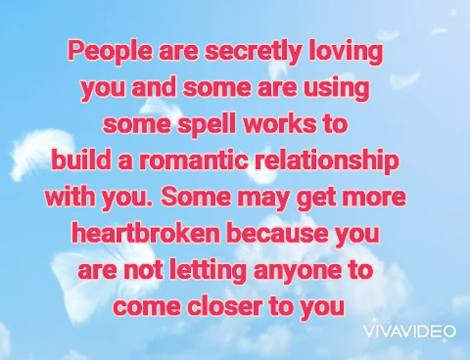 People are secretly loving
you and some are using
some spell works to
build a romantic relationship
with you. Some may get more
heartbroken because you
are not letting anyone to
come closer to you
VIVAVIDEO